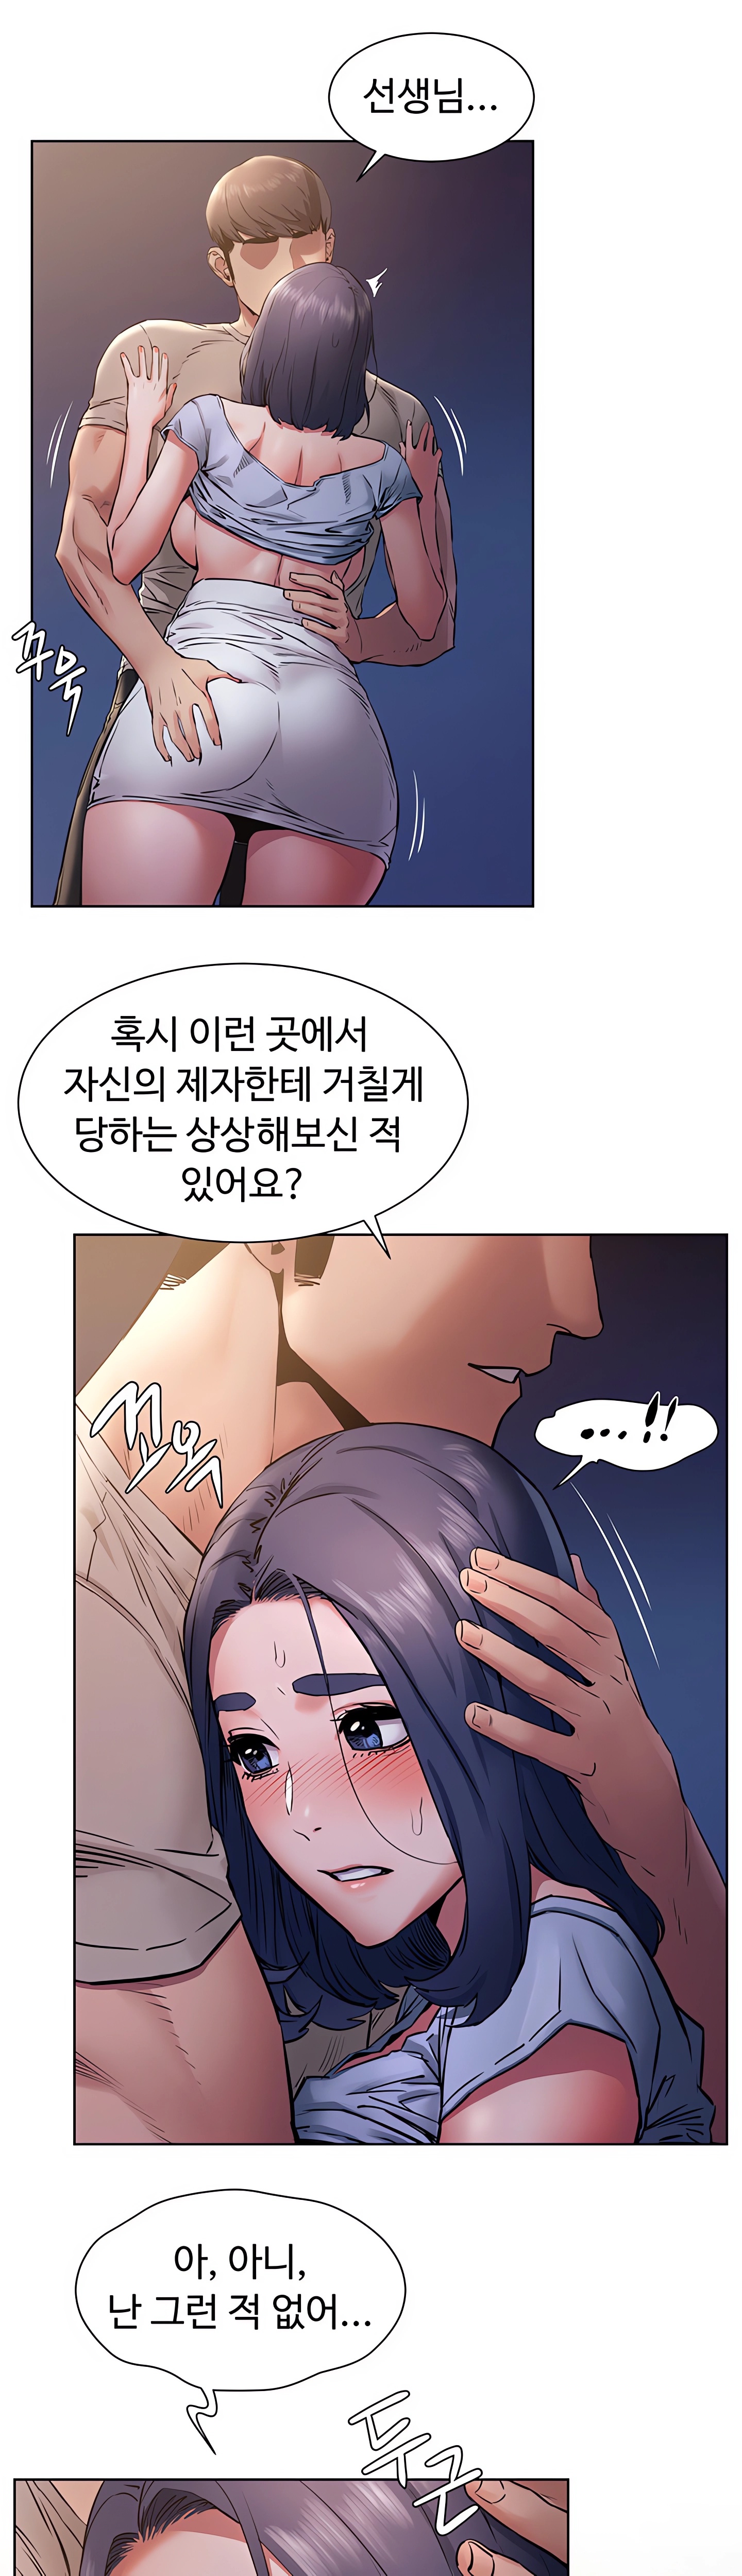 선생님...
꾸욱
혹시 이런 곳에서
자신의 제자한테 거칠게
당하는 상상해보신 적
있어요?
꼬옥
...!!
아, 아니,
난 그런 적 없어...
두근